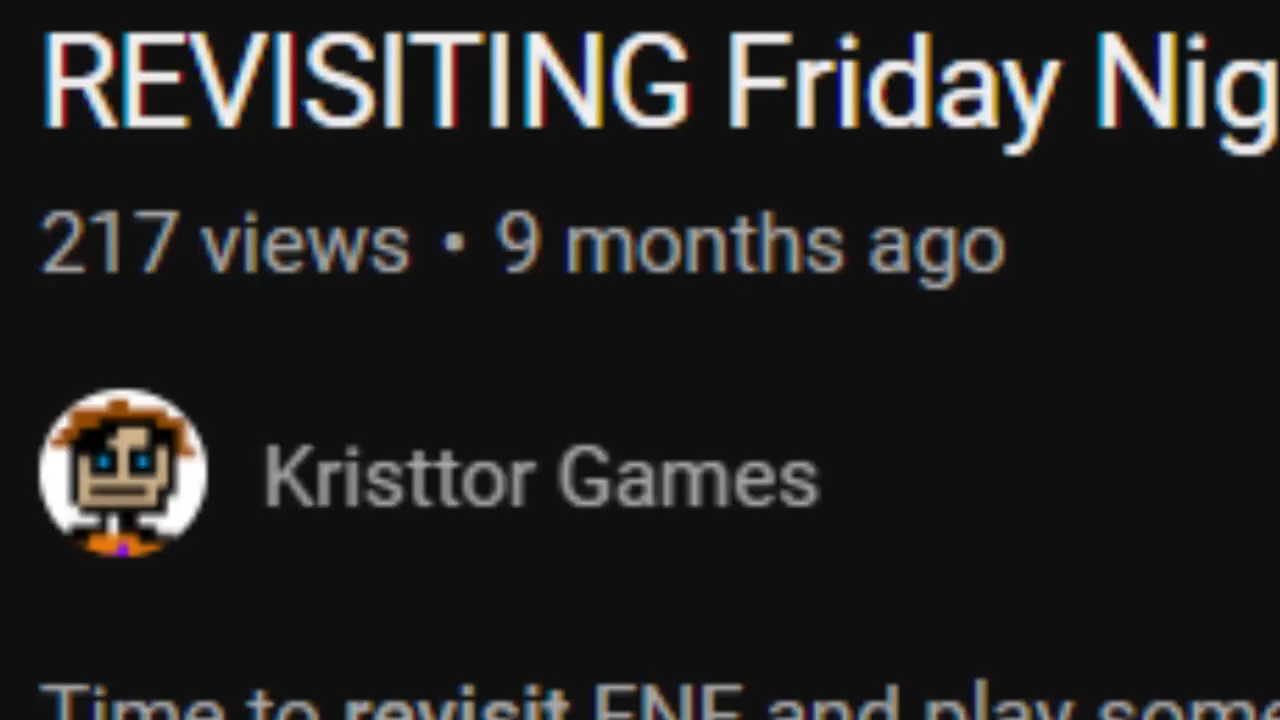 REVISITING Friday Nig
217 views • 9 months ago
Kristtor Games
Time to revisit FNF and play some